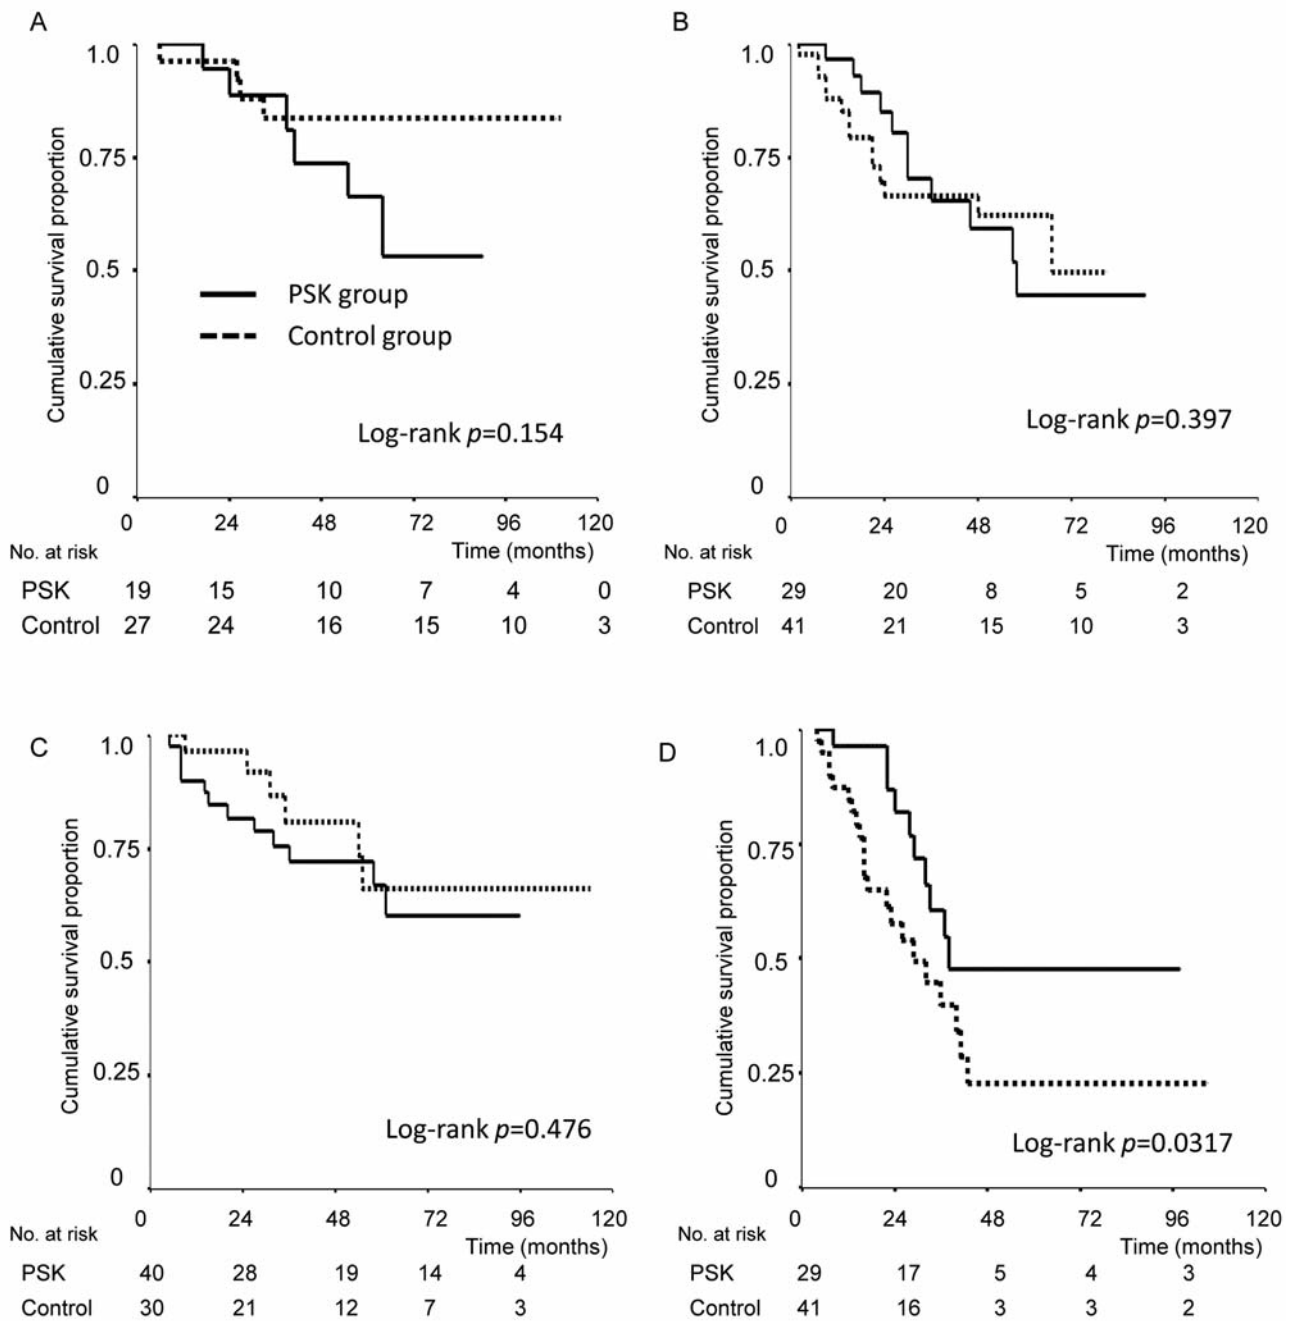 A
Cumulative survival proportion
1.0
0.75
0.5
0.25
0
PSK group
Control group
Log-rank p=0.154
0 24 48 72 96 120
Time (months)
No. at risk
PSK 19 15 10 7 4 0
Control 27 24 16 15 10 3
B
Cumulative survival proportion
1.0
0.75
0.5
0.25
0
Log-rank p=0.397
0 24 48 72 96 120
Time (months)
No. at risk
PSK 29 20 8 5 2
Control 41 21 15 10 3
C
Cumulative survival proportion
1.0
0.75
0.5
0.25
0
Log-rank p=0.476
0 24 48 72 96 120
Time (months)
No. at risk
PSK 40 28 19 14 4
Control 30 21 12 7 3
D
Cumulative survival proportion
1.0
0.75
0.5
0.25
0
Log-rank p=0.0317
0 24 48 72 96 120
Time (months)
No. at risk
PSK 29 17 5 4 3
Control 41 16 3 3 2